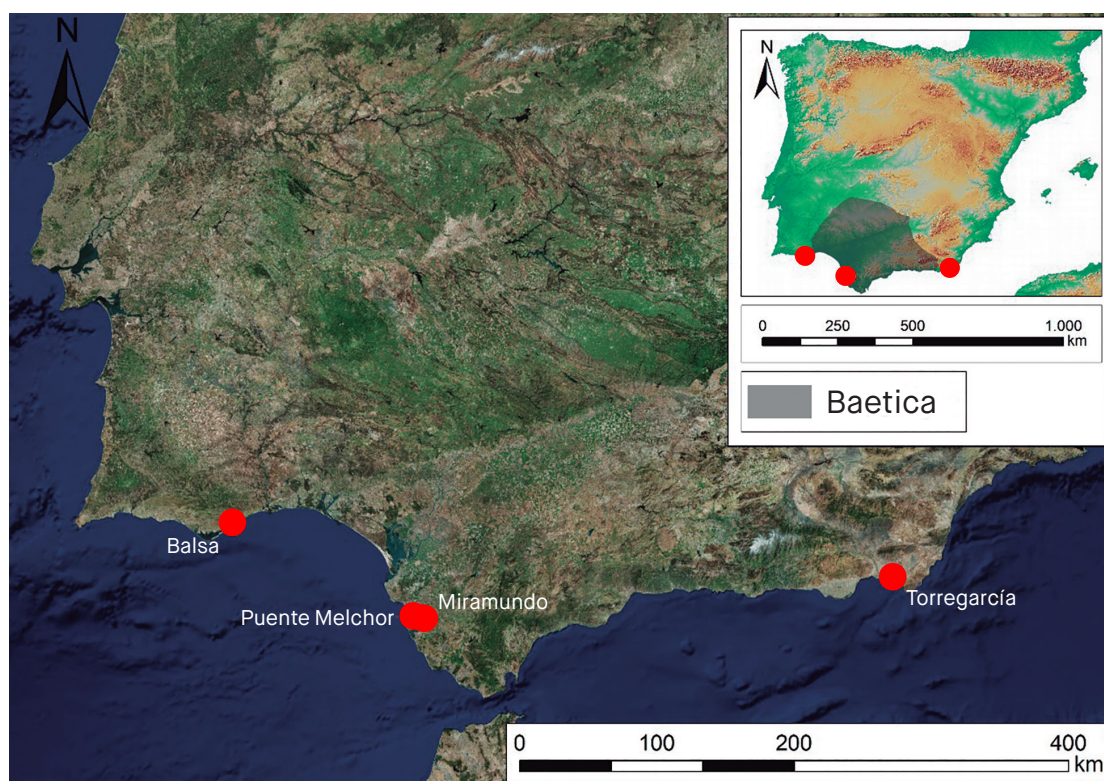 N
N
0 250 500 1.000
km
Baetica
Balsa
Miramundo
Puente Melchor
Torregarcía
0 100 200 400
km